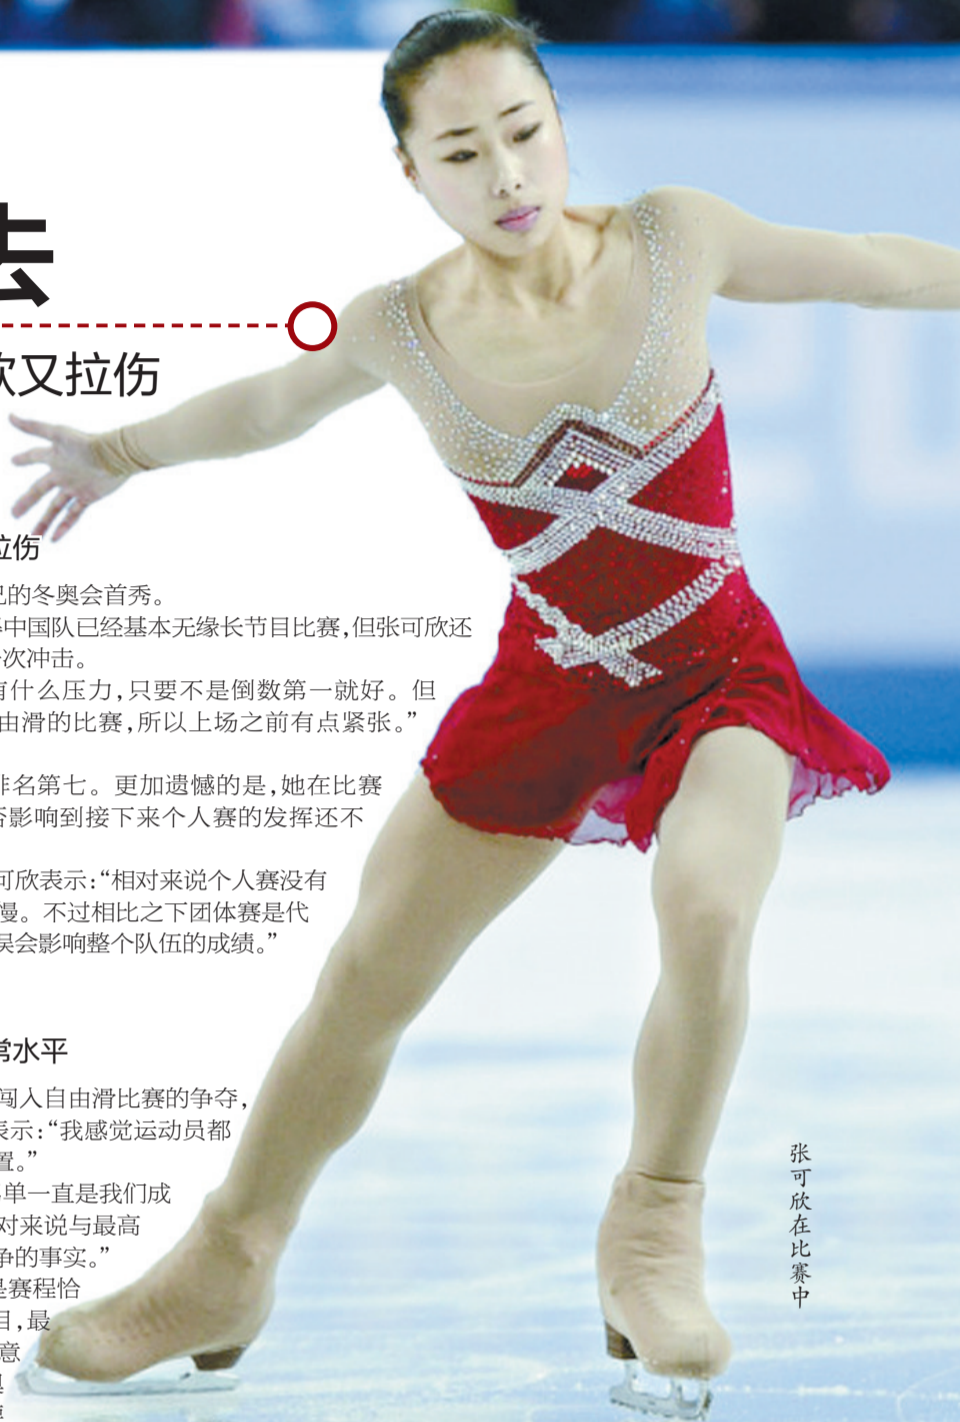 去
欣又拉伤
拉伤
己的冬奥会首秀。
中国队已经基本无缘长节目比赛,但张可欣还
次冲击。
有什么压力,只要不是倒数第一就好。但
由滑的比赛,所以上场之前有点紧张。”
排名第七。更加遗憾的是,她在比赛
否影响到接下来个人赛的发挥还不
可欣表示:“相对来说个人赛没有
慢。不过相比之下团体赛是代
误会影响整个队伍的成绩。”
常水平
闯入自由滑比赛的争夺,
表示:“我感觉运动员都
置。”
单一直是我们成
对来说与最高
争的事实。”
是赛程恰
目,最
意
张可欣在比赛中